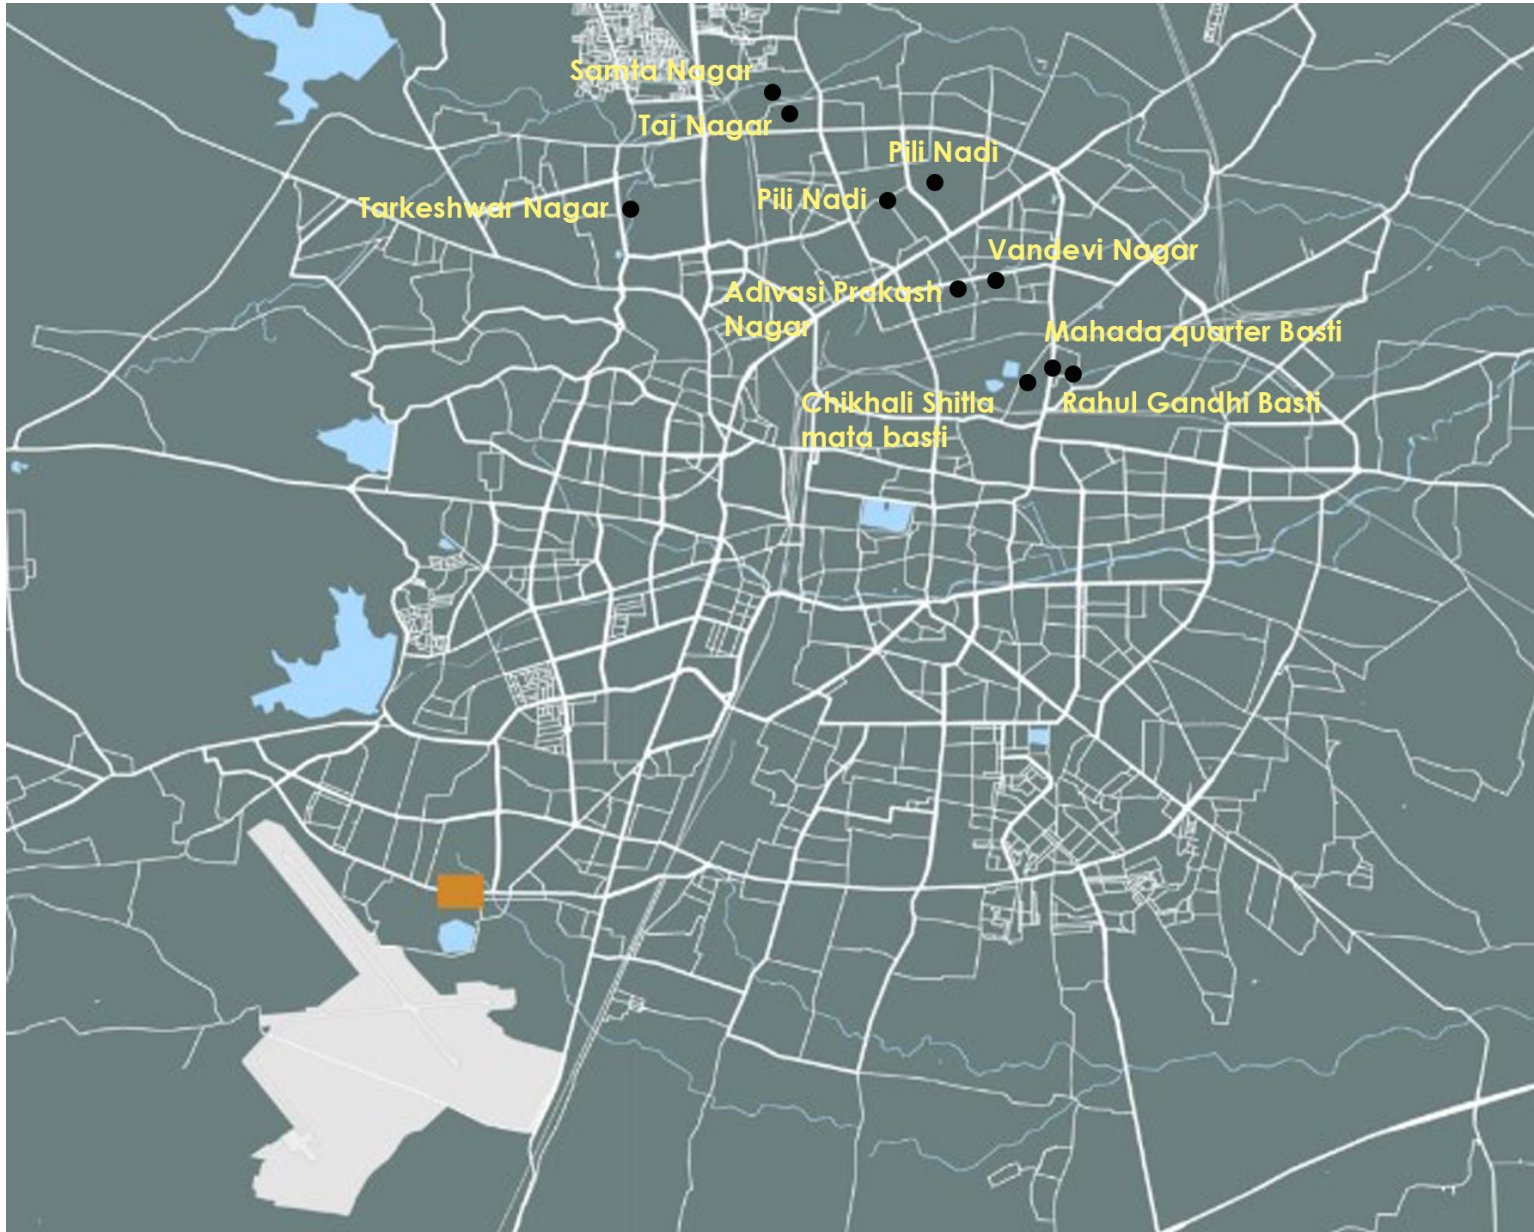 Samta Nagar
Taj Nagar
Pili Nadi
Pili Nadi
Tarkeshwar Nagar
Vandevi Nagar
Adivasi Prakash
Nagar
Mahada quarter Basti
Chikhali Shitla
mata basti
Rahul Gandhi Basti